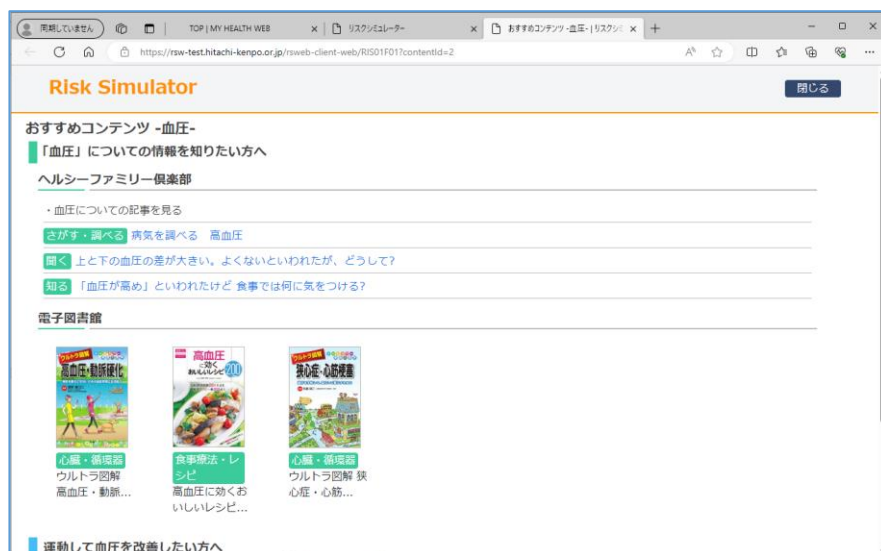 同期していません
TOP | MY HEALTH WEB
リスクシミュレーター
おすすめコンテンツ -血圧- | リスクシミ
https://rsw-test.hitachi-kenpo.or.jp/rsweb-client-web/RIS01F01?contentId=2
Risk Simulator
閉じる
おすすめコンテンツ -血圧-
「血圧」についての情報を知りたい方へ
ヘルシーファミリー倶楽部
・血圧についての記事を見る
さがす・調べる 病気を調べる 高血圧
聞く 上と下の血圧の差が大きい。よくないといわれたが、どうして?
知る 「血圧が高め」といわれたけど 食事では何に気をつける?
電子図書館
ウルトラ図解
高血圧・動脈硬化
高血圧
に効く
おいしいレシピ
200
ウルトラ図解
狭心症・心筋梗塞
心臓・循環器
ウルトラ図解
高血圧・動脈...
食事療法・レ
シピ
高血圧に効くお
いしいレシピ...
心臓・循環器
ウルトラ図解 狭
心症・心筋...
運動して血圧を改善したい方へ